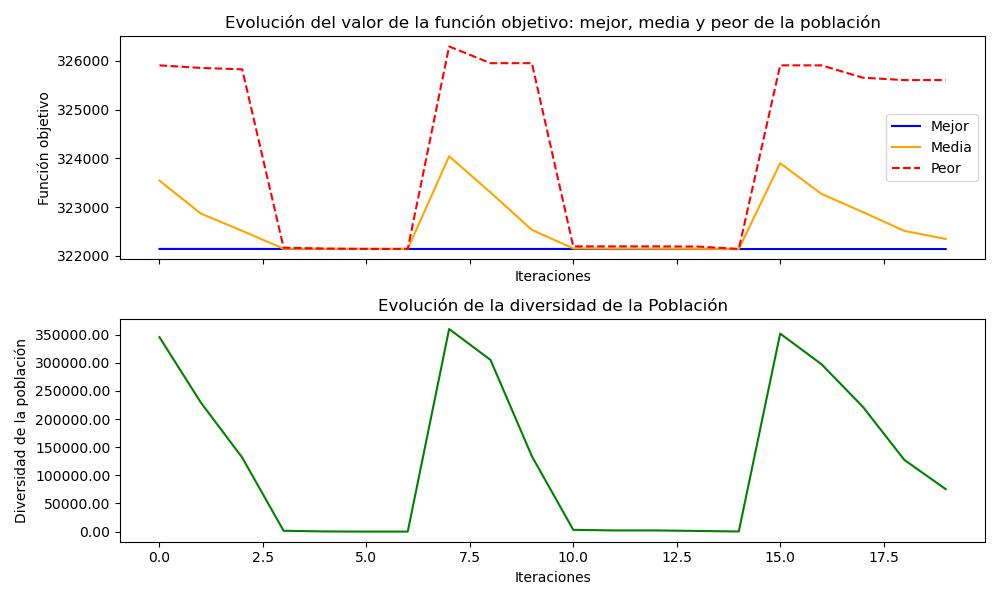 Evolución del valor de la función objetivo: mejor, media y peor de la población
Función objetivo
326000
325000
324000
323000
322000
Mejor
Media
Peor
Iteraciones
Evolución de la diversidad de la Población
Diversidad de la población
350000.00
300000.00
250000.00
200000.00
150000.00
100000.00
50000.00
0.00
0.0 2.5 5.0 7.5 10.0 12.5 15.0 17.5
Iteraciones